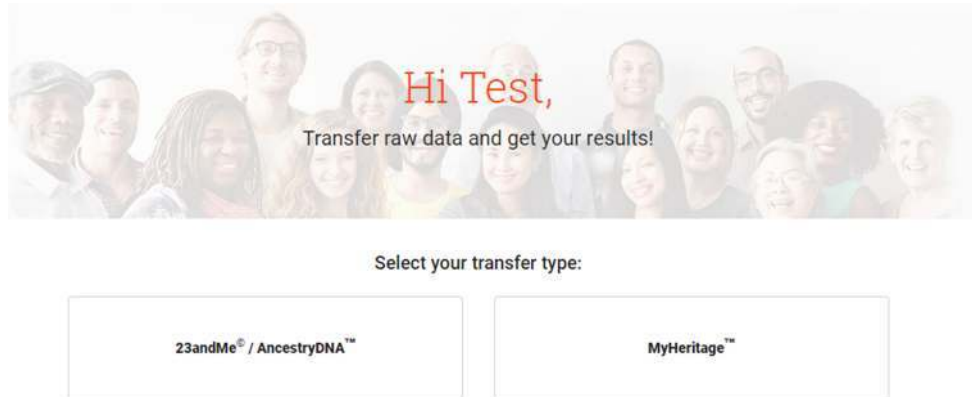 Hi Test,
Transfer raw data and get your results!
Select your transfer type:
23andMe© / AncestryDNA™
MyHeritage™